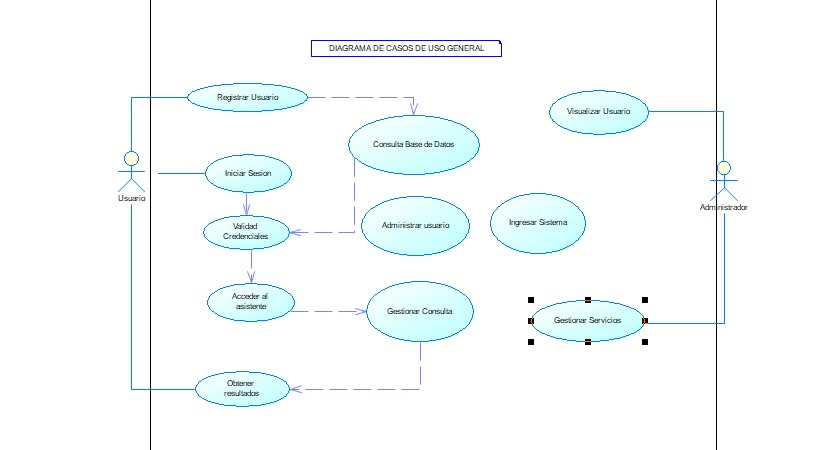 DIAGRAMA DE CASOS DE USO GENERAL
Registrar Usuario
Visualizar Usuario
Consulta Base de Datos
Iniciar Sesion
Usuario
Administrador
Validad
Credenciales
Administrar usuario
Ingresar Sistema
Acceder al
asistente
Gestionar Consulta
Gestionar Servicios
Obtener
resultados